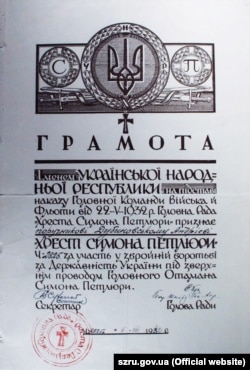 С П
ГРАМОТА
Іменем УКРАЇНСЬКОЇ НАРОД-
НЬОЇ РЕСПУБЛИКИ й на підставі
наказу Головної Команди Війська й
Фльоти від 22-V-1932 р. Головна Рада
Хреста Симона Петлюри признає
ХРЕСТ СИМОНА ПЕТЛЮРИ
за участь у збройній боротьбі
за Державність України під зверх-
нім проводом Головного Отамана
Симона Петлюри.
Секретар Голова Ради
© szru.gov.ua (Official website)